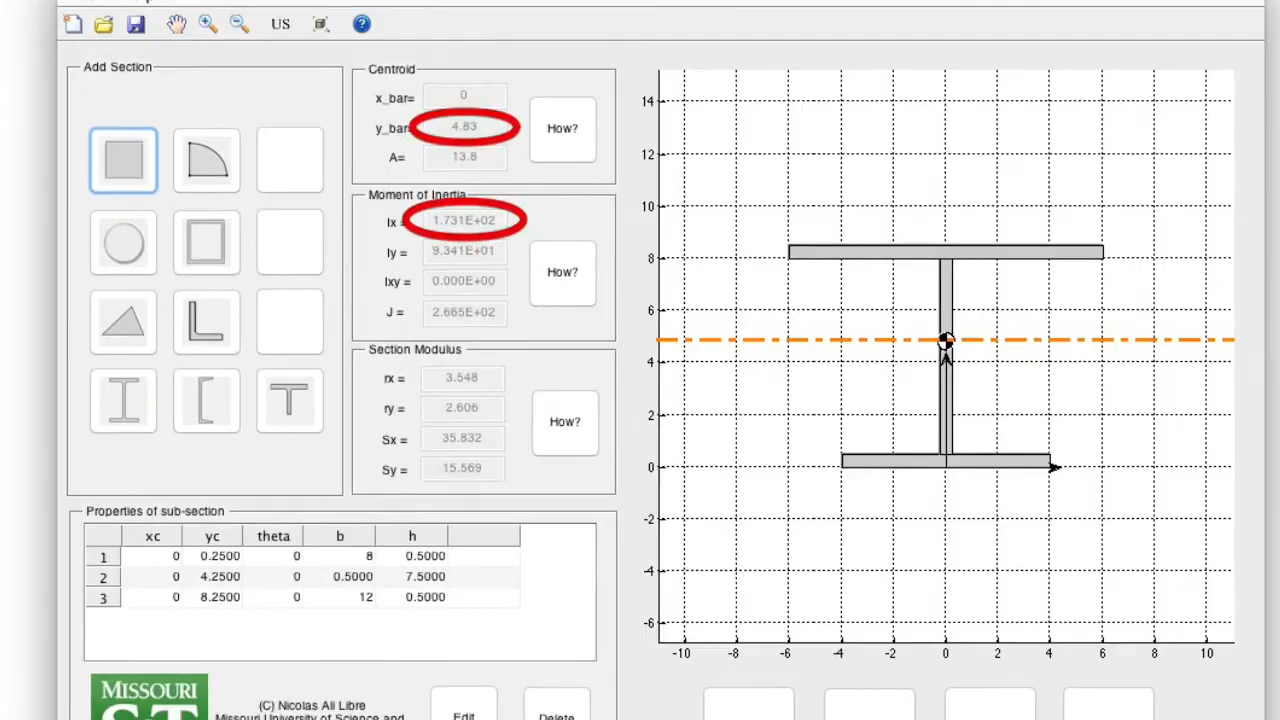 US
Add Section
Centroid
x_bar= 0
y_bar= 4.83
A= 13.8
How?
Moment of Inertia
Ix = 1.731E+02
Iy = 9.341E+01
Ixy = 0.000E+00
J = 2.665E+02
How?
Section Modulus
rx = 3.548
ry = 2.606
Sx = 35.832
Sy = 15.569
How?
Properties of sub-section
xc yc theta b h
1 0 0.2500 0 8 0.5000
2 0 4.2500 0 0.5000 7.5000
3 0 8.2500 0 12 0.5000
MISSOURI
S&T
(C) Nicolas Ali Libre
Missouri University of Science and
Edit
Delete
14
12
10
8
6
4
2
0
-2
-4
-6
-10 -8 -6 -4 -2 0 2 4 6 8 10